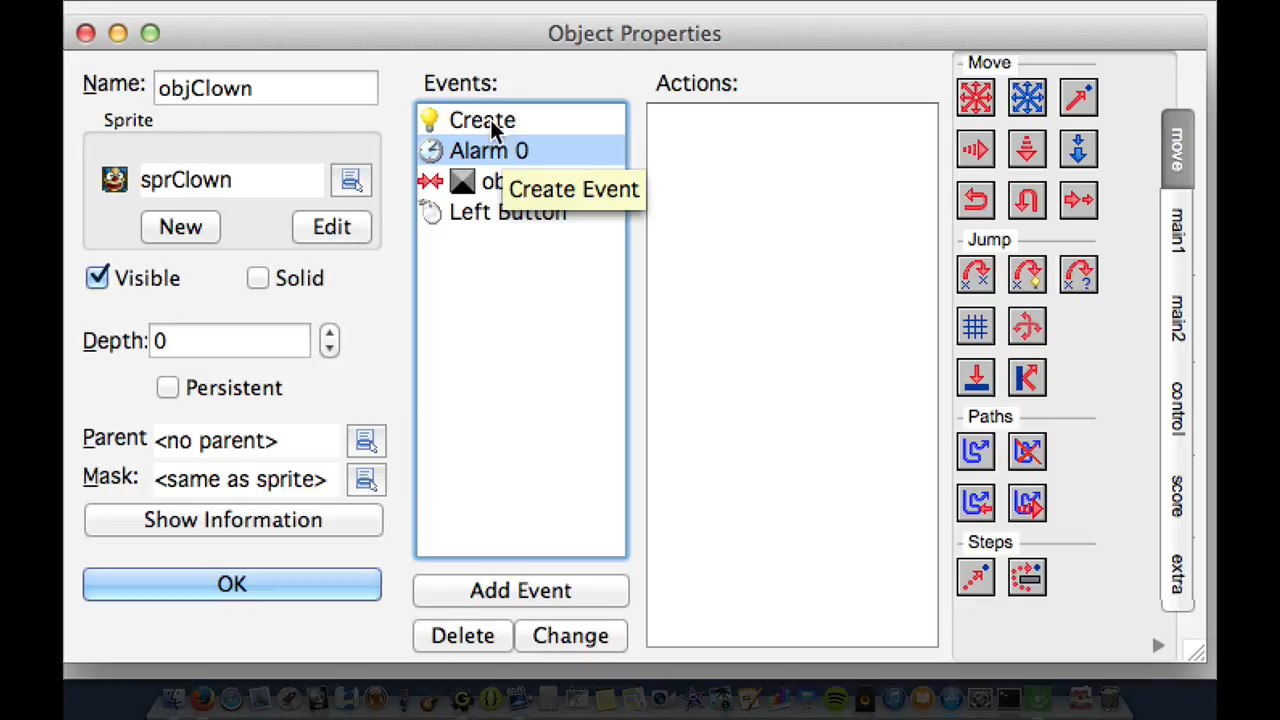 Object Properties
Name: objClown
Sprite
sprClown
New Edit
Visible Solid
Depth: 0
Persistent
Parent <no parent>
Mask: <same as sprite>
Show Information
OK
Events:
Create
Alarm 0
Create Event
Left Button
Add Event
Delete Change
Actions:
Move
Jump
Paths
Steps
move
main1
main2
control
score
extra